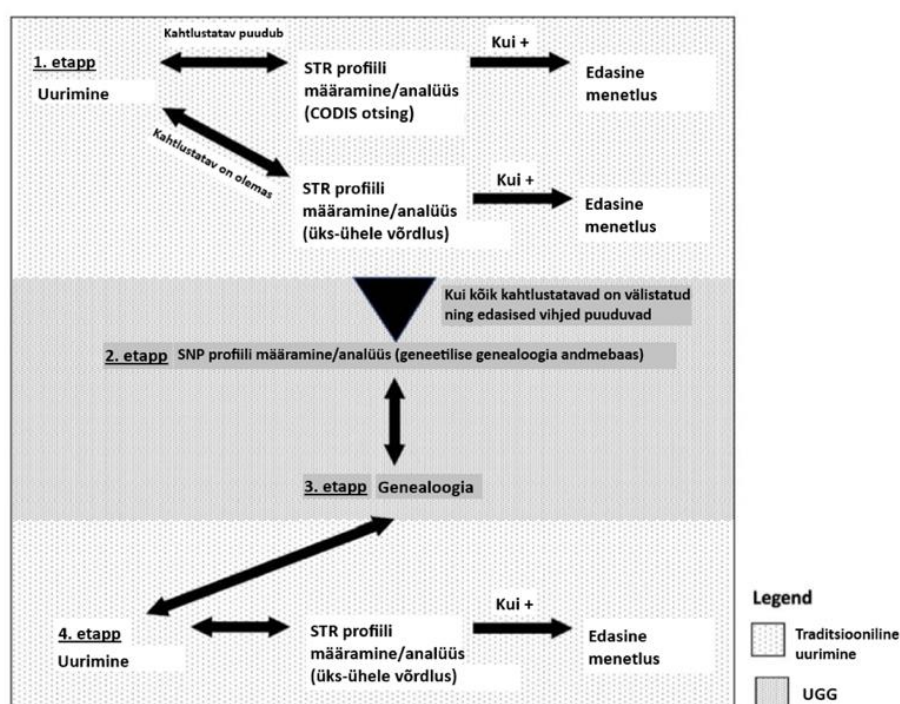 Kahtlustatav puudub
Kui +
1. etapp
Uurimine
STR profiili
määramine/analüüs
(CODIS otsing)
Edasine
menetlus
Kahtlustatav on olemas
Kui +
STR profiili
määramine/analüüs
(üks-ühele võrdlus)
Edasine
menetlus
Kui kõik kahtlustatavad on välistatud
ning edasised vihjed puuduvad
2. etapp SNP profiili määramine/analüüs (geneetilise genealoogia andmebaas)
3. etapp Genealoogia
Kui +
4. etapp
Uurimine
STR profiili
määramine/analüüs
(üks-ühele võrdlus)
Edasine
menetlus
Legend
Traditsiooniline
uurimine
UGG